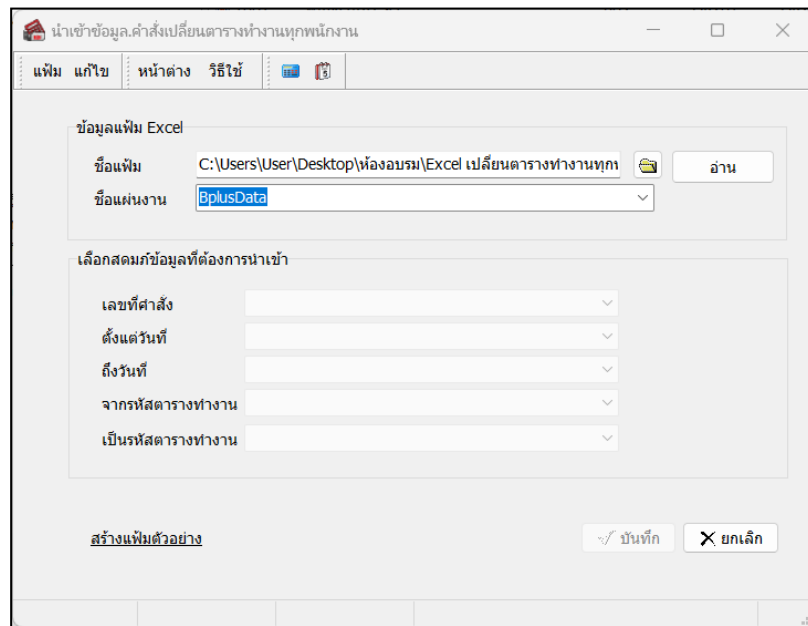 นำเข้าข้อมูล.คำสั่งเปลี่ยนตารางทำงานทุกพนักงาน
แฟ้ม แก้ไข หน้าต่าง วิธีใช้
ข้อมูลแฟ้ม Excel
ชื่อแฟ้ม C:\Users\User\Desktop\ห้องอบรม\Excel เปลี่ยนตารางทำงานทุกพ อ่าน
ชื่อแผ่นงาน BplusData
เลือกสดมภ์ข้อมูลที่ต้องการนำเข้า
เลขที่คำสั่ง
ตั้งแต่วันที่
ถึงวันที่
จากรหัสตารางทำงาน
เป็นรหัสตารางทำงาน
สร้างแฟ้มตัวอย่าง บันทึก ยกเลิก